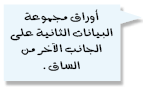 أوراق مجموعة
البيانات الثانية على
الجانب الآخر من
الساق .